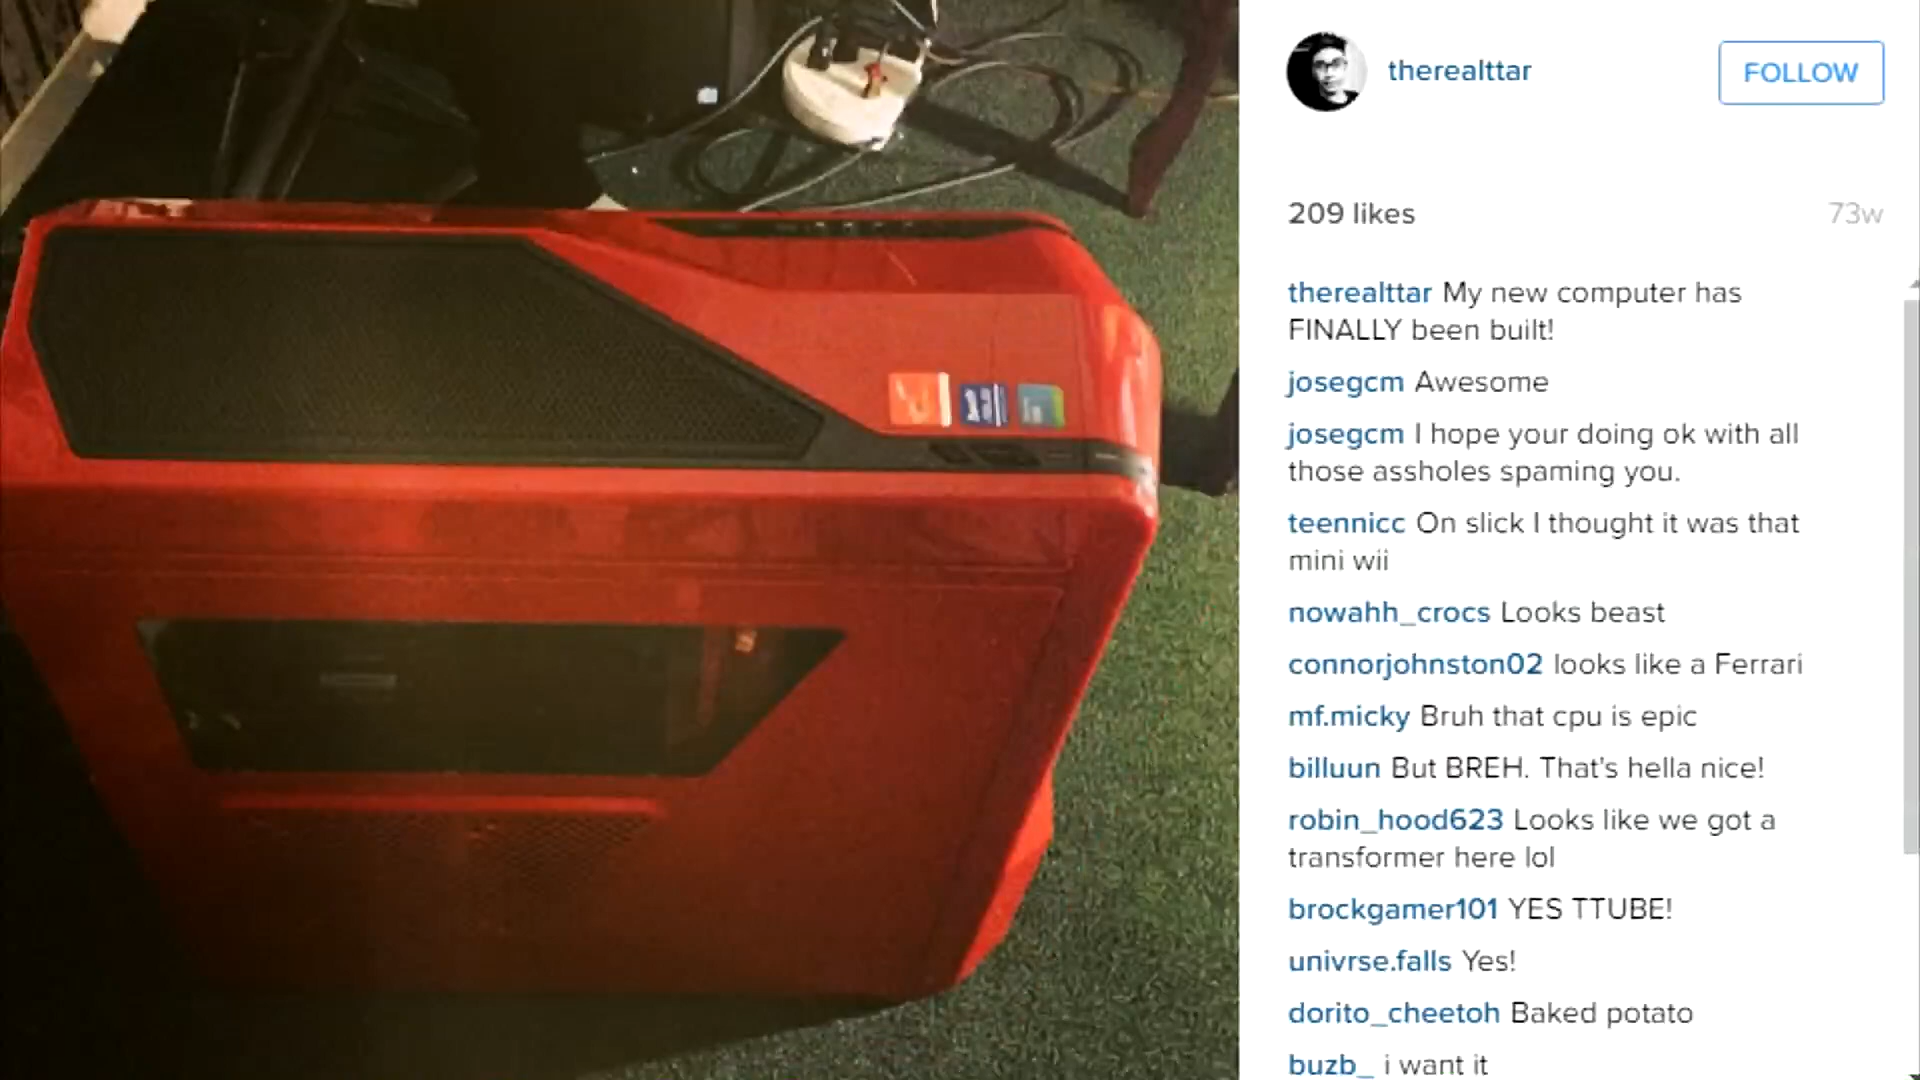 therealttar
FOLLOW
209 likes
73w
therealttar My new computer has
FINALLY been built!
josegcm Awesome
josegcm I hope your doing ok with all
those assholes spaming you.
teennicc On slick I thought it was that
mini wii
nowahh_crocs Looks beast
connorjohnston02 looks like a Ferrari
mf.micky Bruh that cpu is epic
billuun But BREH. That's hella nice!
robin_hood623 Looks like we got a
transformer here lol
brockgamer101 YES TTUBE!
univrse.falls Yes!
dorito_cheetoh Baked potato
buzb_ i want it